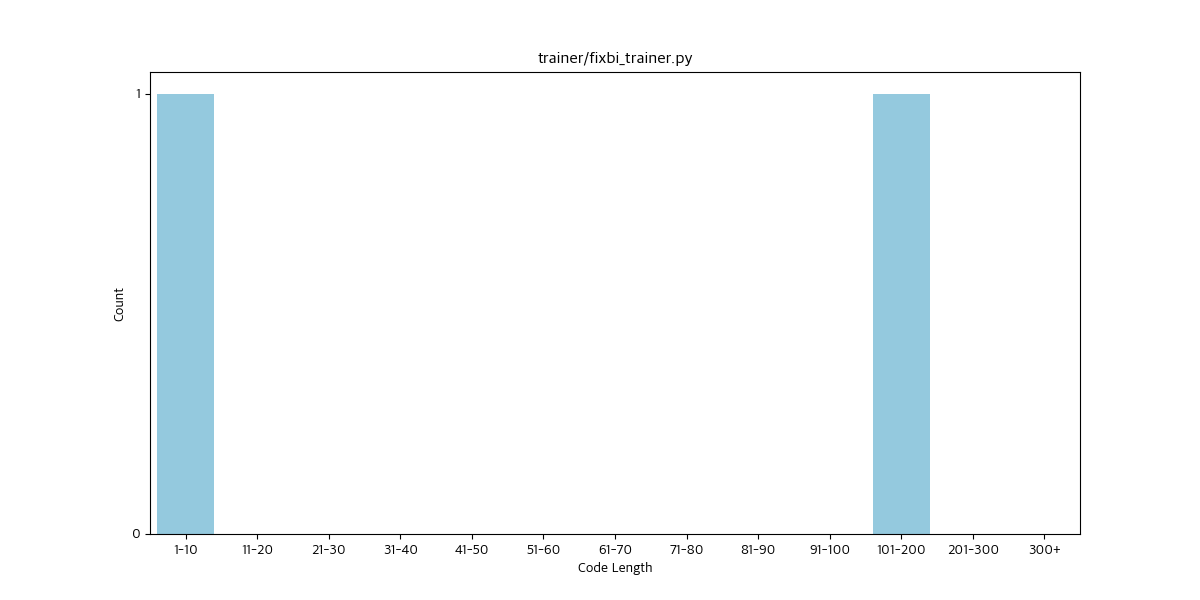 trainer/fixbi_trainer.py
1
Count
0
1-10 11-20 21-30 31-40 41-50 51-60 61-70 71-80 81-90 91-100 101-200 201-300 300+
Code Length